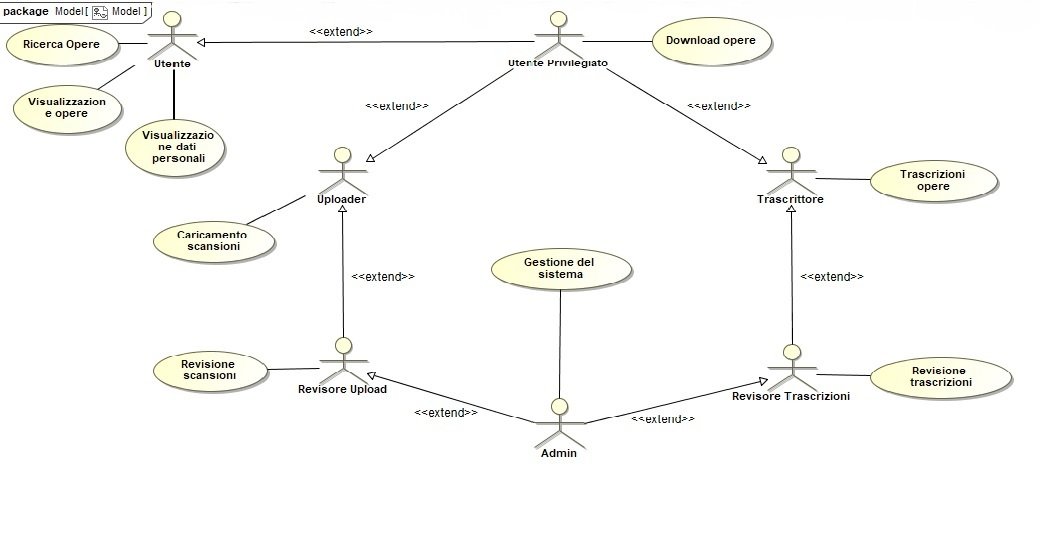 package Model[ Model ]
<<extend>>
Ricerca Opere
Download opere
Utente
Utente Privilegiato
Visualizzazion
e opere
<<extend>>
<<extend>>
Visualizzazio
ne dati
personali
Trascrizioni
opere
Uploader
Trascrittore
Caricamento
scansioni
Gestione del
sistema
<<extend>>
<<extend>>
Revisione
scansioni
Revisore Upload
Revisione
trascrizioni
Revisore Trascrizioni
<<extend>>
<<extend>>
Admin